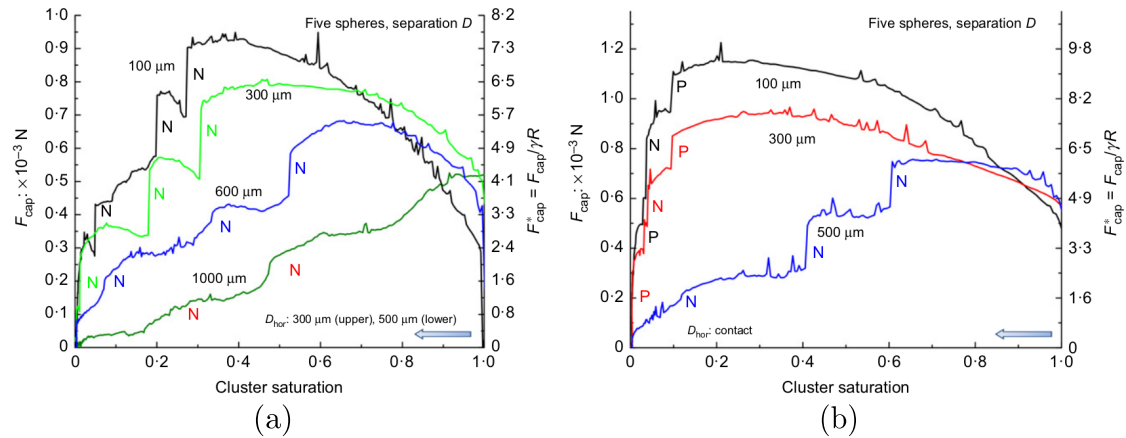 Five spheres, separation D
1·0
0·9
0·8
0·7
0·6
0·5
0·4
0·3
0·2
0·1
0
F_cap: ×10⁻³ N
8·2
7·3
6·5
5·7
4·9
4·1
3·3
2·4
1·6
0·8
0
F*_cap = F_cap/γR
100 μm
N
300 μm
N
N
N
600 μm
N
N
N
N
N
1000 μm
N
N
D_hor: 300 μm (upper), 500 μm (lower)
0
0·2
0·4
0·6
0·8
1·0
Cluster saturation
(a)
Five spheres, separation D
1·2
1·0
0·8
0·6
0·4
0·2
0
F_cap: ×10⁻³ N
9·8
8·2
6·5
4·9
3·3
1·6
0
F*_cap = F_cap/γR
P
100 μm
N
300 μm
P
N
N
P
500 μm
N
P
N
D_hor: contact
0
0·2
0·4
0·6
0·8
1·0
Cluster saturation
(b)